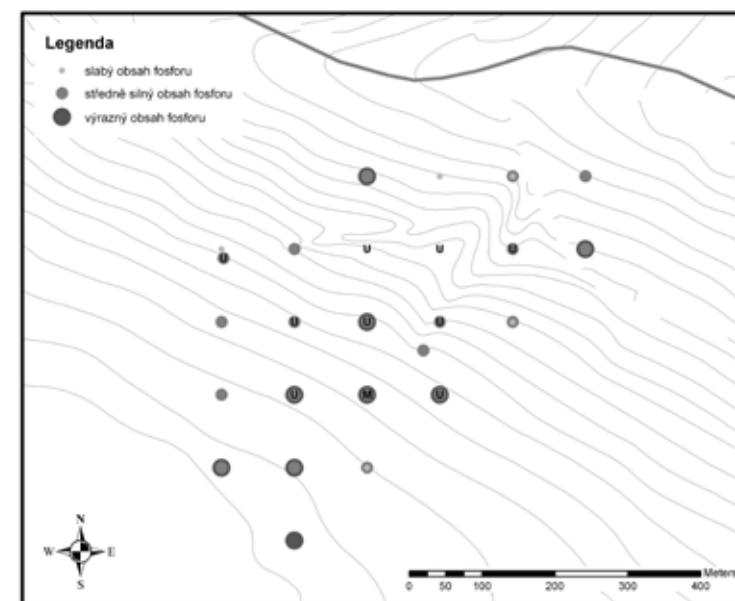 Legenda
slabý obsah fosforu
středně silný obsah fosforu
výrazný obsah fosforu
U U U
U
U U U
U M U
N
W E
S
Meters
0 50 100 200 300 400